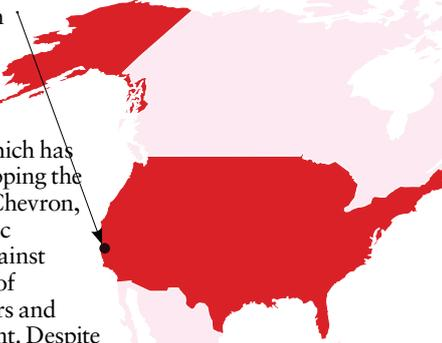 hich has
pping the
Chevron,
c
ainst
of
rs and
nt. Despite